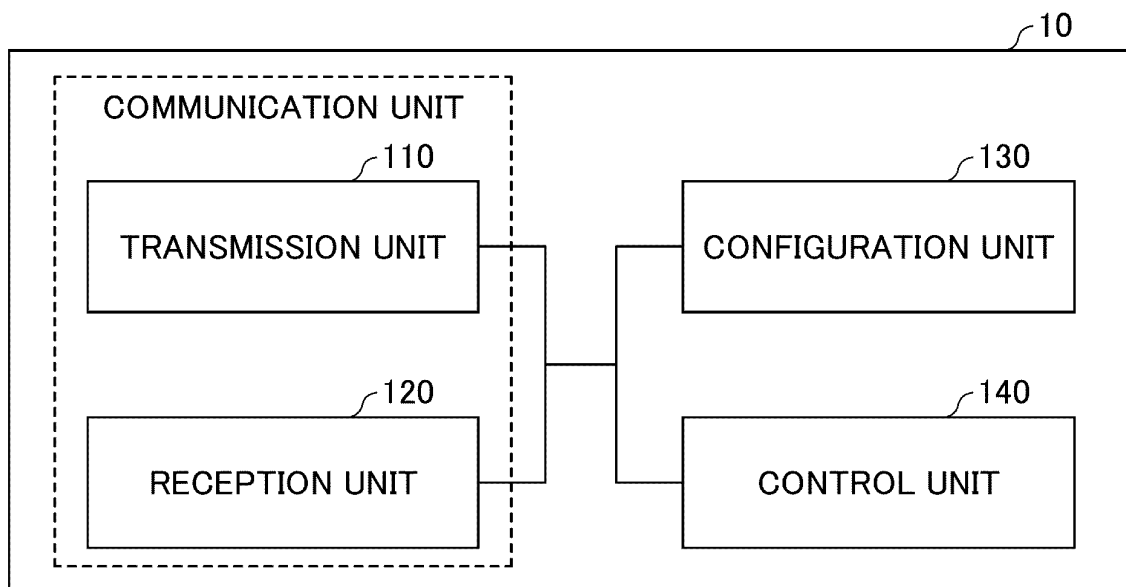 10
COMMUNICATION UNIT
110
TRANSMISSION UNIT
130
CONFIGURATION UNIT
120
RECEPTION UNIT
140
CONTROL UNIT